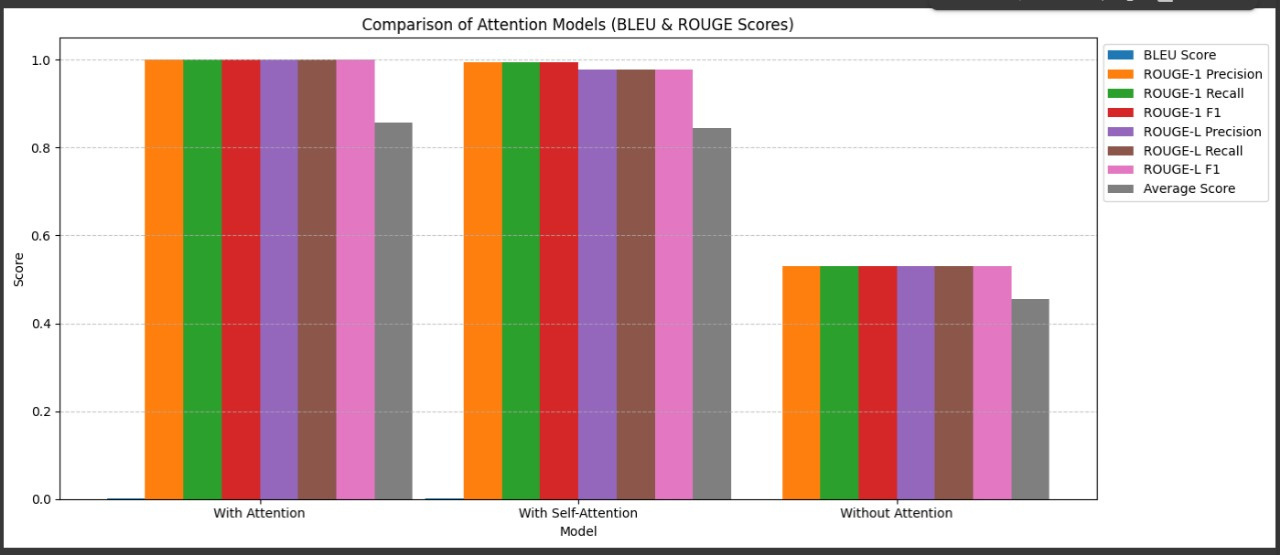 Comparison of Attention Models (BLEU & ROUGE Scores)
BLEU Score
ROUGE-1 Precision
ROUGE-1 Recall
ROUGE-1 F1
ROUGE-L Precision
ROUGE-L Recall
ROUGE-L F1
Average Score
1.0
0.8
0.6
0.4
0.2
0.0
Score
With Attention
With Self-Attention
Without Attention
Model